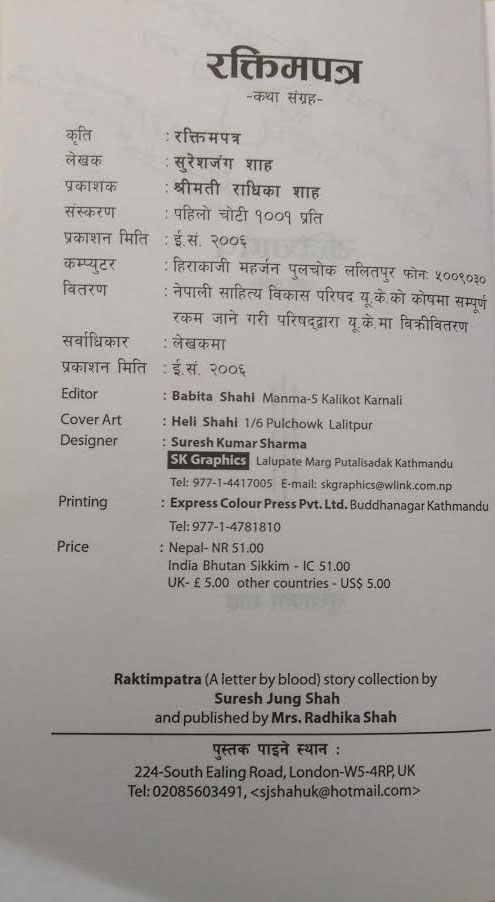 रक्तिमपत्र
-कथा संग्रह-
कृति : रक्तिमपत्र
लेखक : सुरेशजंग शाह
प्रकाशक : श्रीमती राधिका शाह
संस्करण : पहिलो चोटी १००१ प्रति
प्रकाशन मिति : ई.सं. २००६
कम्प्युटर : हिराकाजी महर्जन पुलचोक ललितपुर फोन: ५००९०३०
वितरण : नेपाली साहित्य विकास परिषद यू.के.को कोषमा सम्पूर्ण
रकम जाने गरी परिषद्द्वारा यू.के.मा विक्रीवितरण
सर्वाधिकार : लेखकमा
प्रकाशन मिति : ई.सं. २००६
Editor : Babita Shahi Manma-5 Kalikot Karnali
Cover Art : Heli Shahi 1/6 Pulchowk Lalitpur
Designer : Suresh Kumar Sharma
SK Graphics Lalupate Marg Putalisadak Kathmandu
Tel: 977-1-4417005 E-mail: skgraphics@wlink.com.np
Printing : Express Colour Press Pvt. Ltd. Buddhanagar Kathmandu
Tel: 977-1-4781810
Price : Nepal- NR 51.00
India Bhutan Sikkim - IC 51.00
UK- £ 5.00 other countries - US$ 5.00
Raktimpatra (A letter by blood) story collection by
Suresh Jung Shah
and published by Mrs. Radhika Shah
पुस्तक पाइने स्थान :
224-South Ealing Road, London-W5-4RP, UK
Tel: 02085603491, <sjshahuk@hotmail.com>